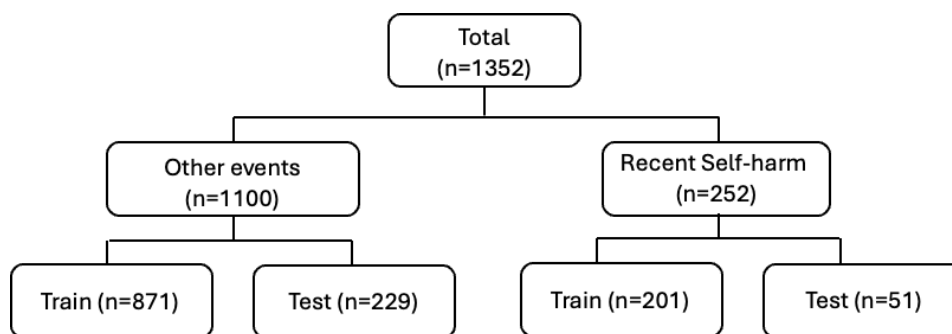 Total
(n=1352)
Other events
(n=1100)
Recent Self-harm
(n=252)
Train (n=871)
Test (n=229)
Train (n=201)
Test (n=51)